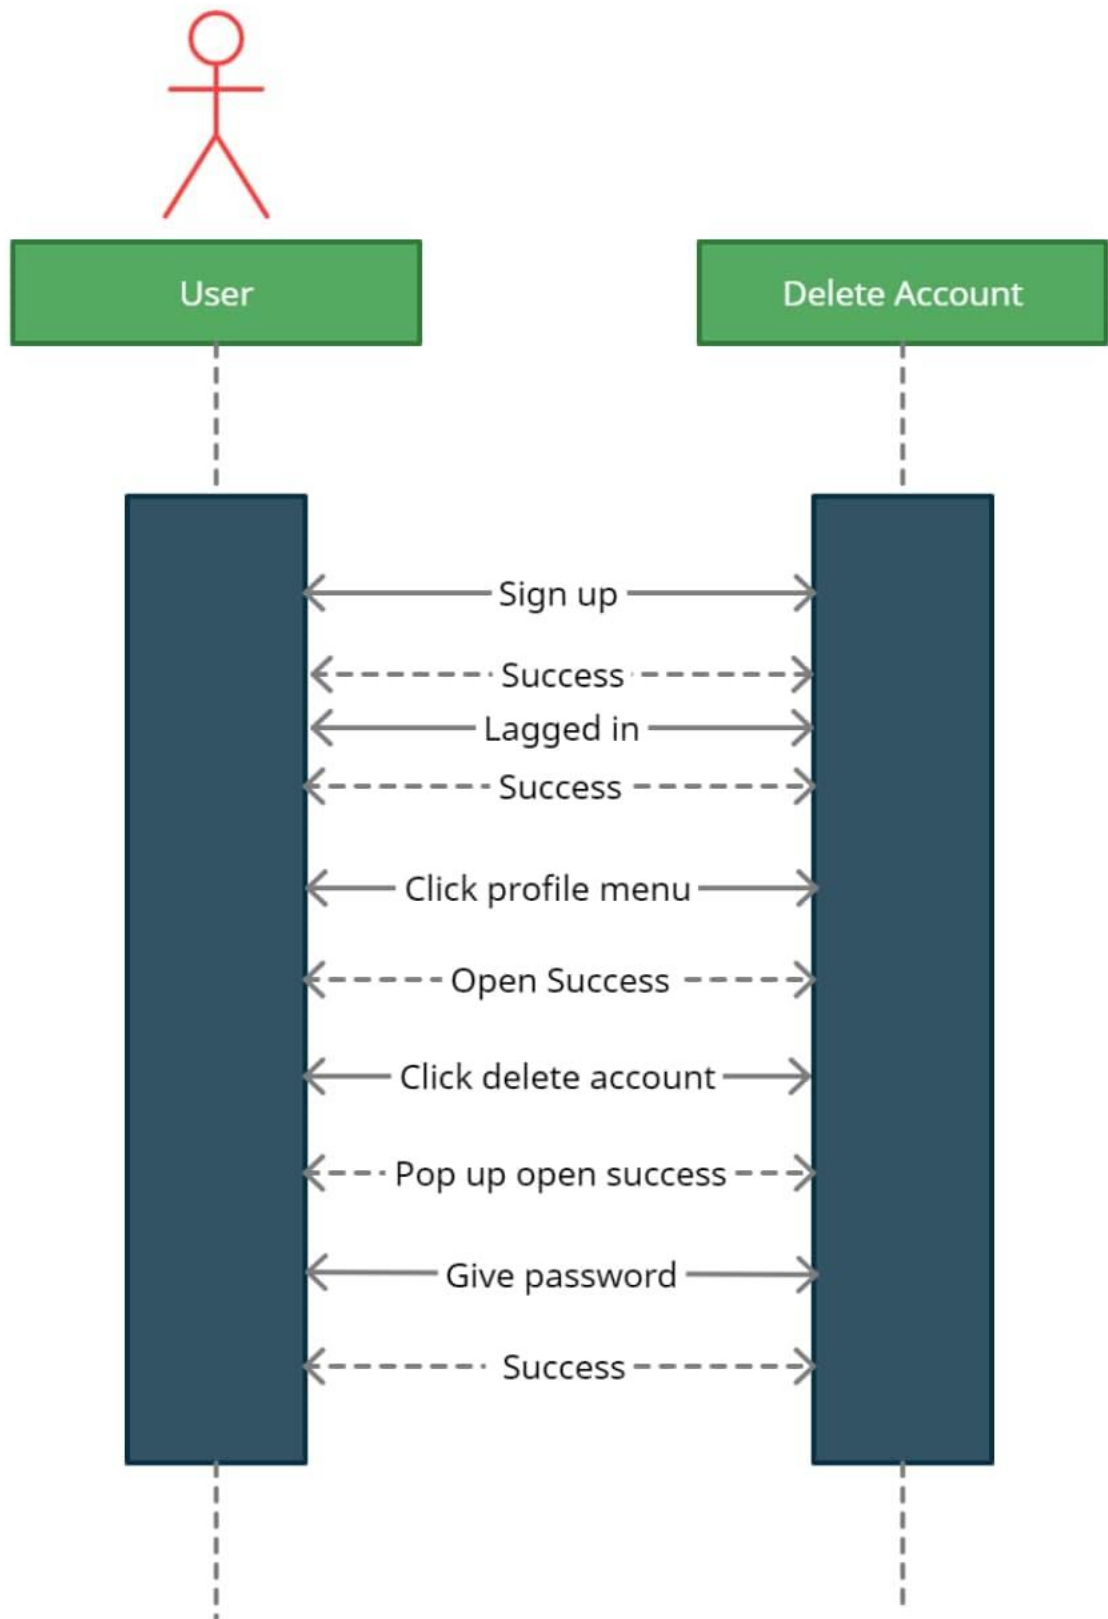 User
Delete Account
Sign up
Success
Lagged in
Success
Click profile menu
Open Success
Click delete account
Pop up open success
Give password
Success